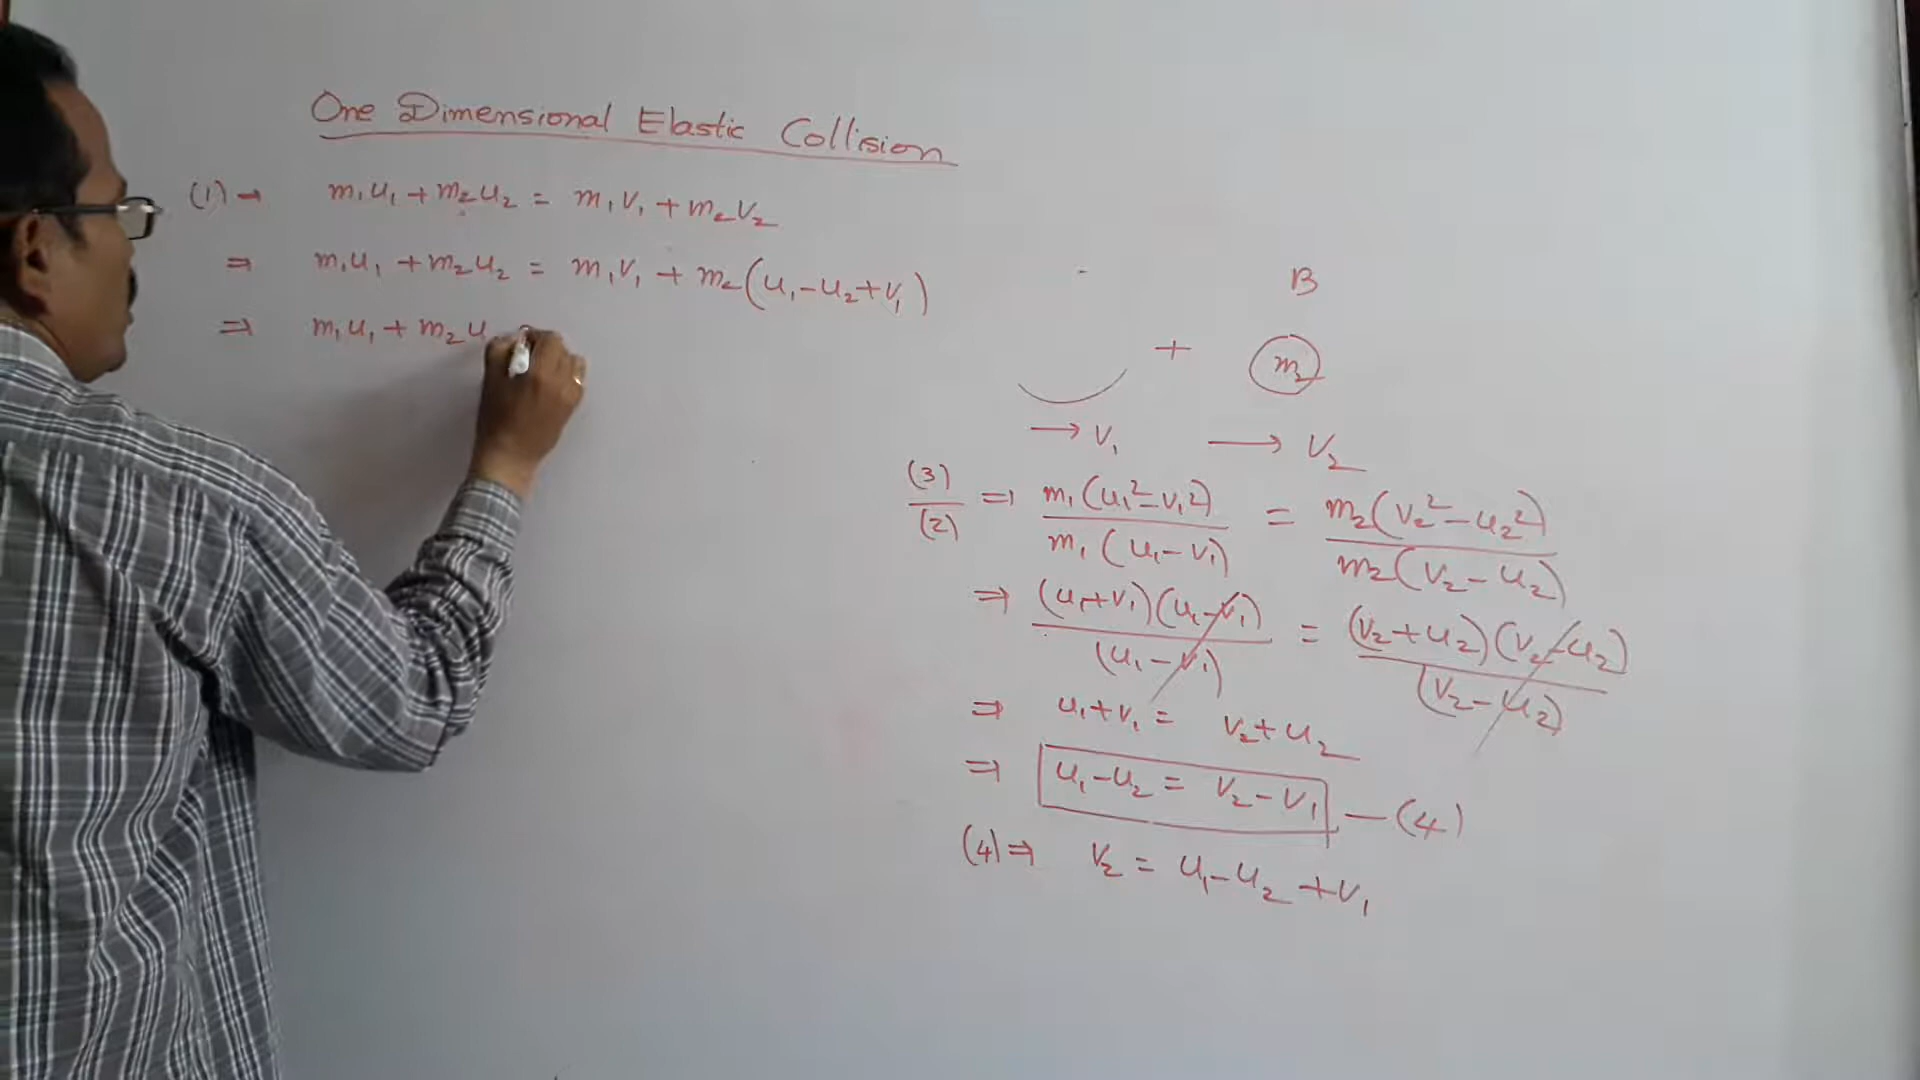 One Dimensional Elastic Collision
(1) → m₁u₁ + m₂u₂ = m₁v₁ + m₂v₂
⇒ m₁u₁ + m₂u₂ = m₁v₁ + m₂(u₁-u₂+v₁)
⇒ m₁u₁ + m₂u
B
+ m₂
→ v₁ → v₂
(3)/(2) ⇒ m₁(u₁²-v₁²)/m₁(u₁-v₁) = m₂(v₂²-u₂²)/m₂(v₂-u₂)
⇒ (u₁+v₁)(u₁-v₁)/(u₁-v₁) = (v₂+u₂)(v₂-u₂)/(v₂-u₂)
⇒ u₁+v₁ = v₂+u₂
⇒ u₁-u₂ = v₂-v₁ —(4)
(4)⇒ v₂ = u₁-u₂+v₁